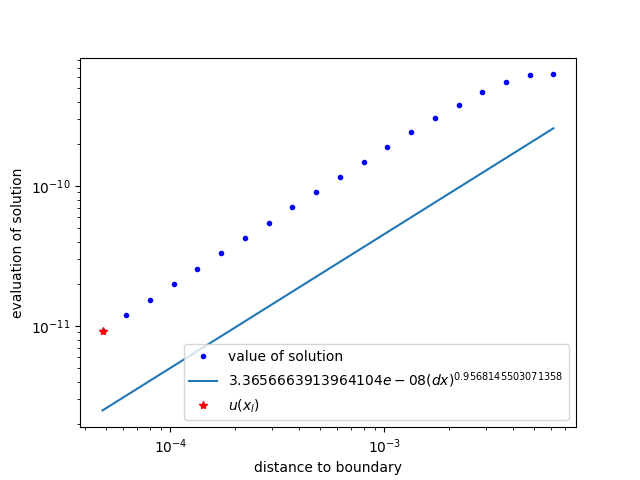 evaluation of solution
10⁻¹⁰
10⁻¹¹
value of solution
3.3656663913964104e − 08(dx)^0.9568145503071358
u(x_l)
10⁻⁴
10⁻³
distance to boundary